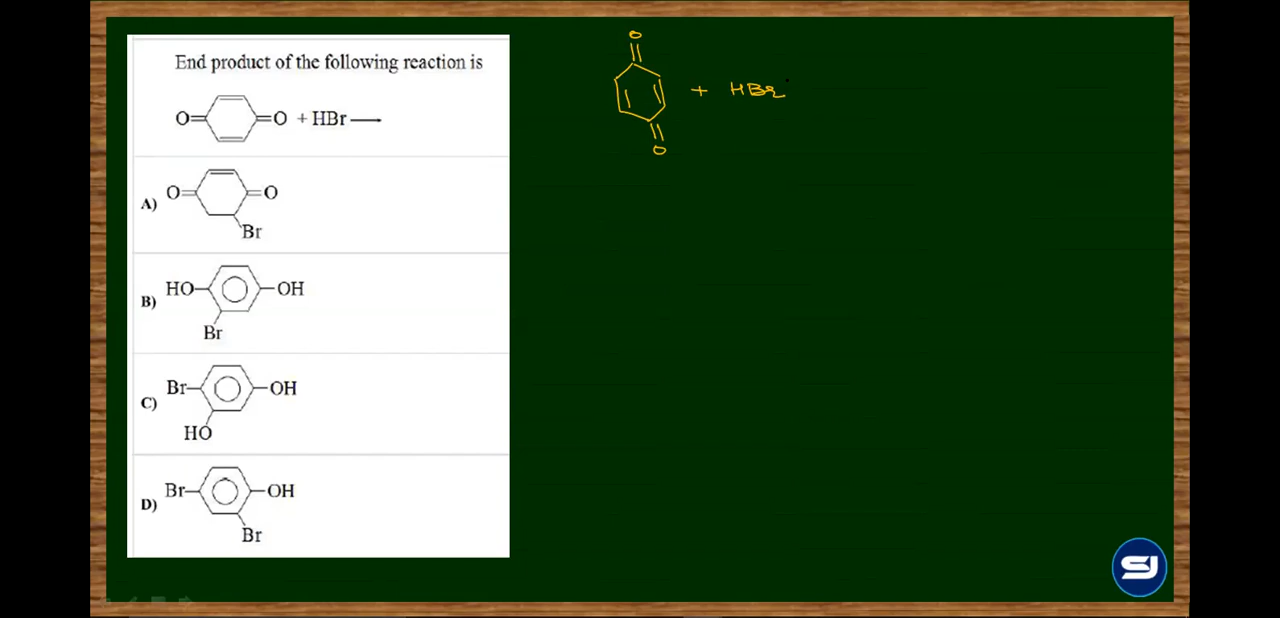 End product of the following reaction is
O= =O + HBr
A) O= =O
Br
B) HO -OH
Br
C) Br- -OH
HO
D) Br- -OH
Br
O
+ HBr
O
SJ